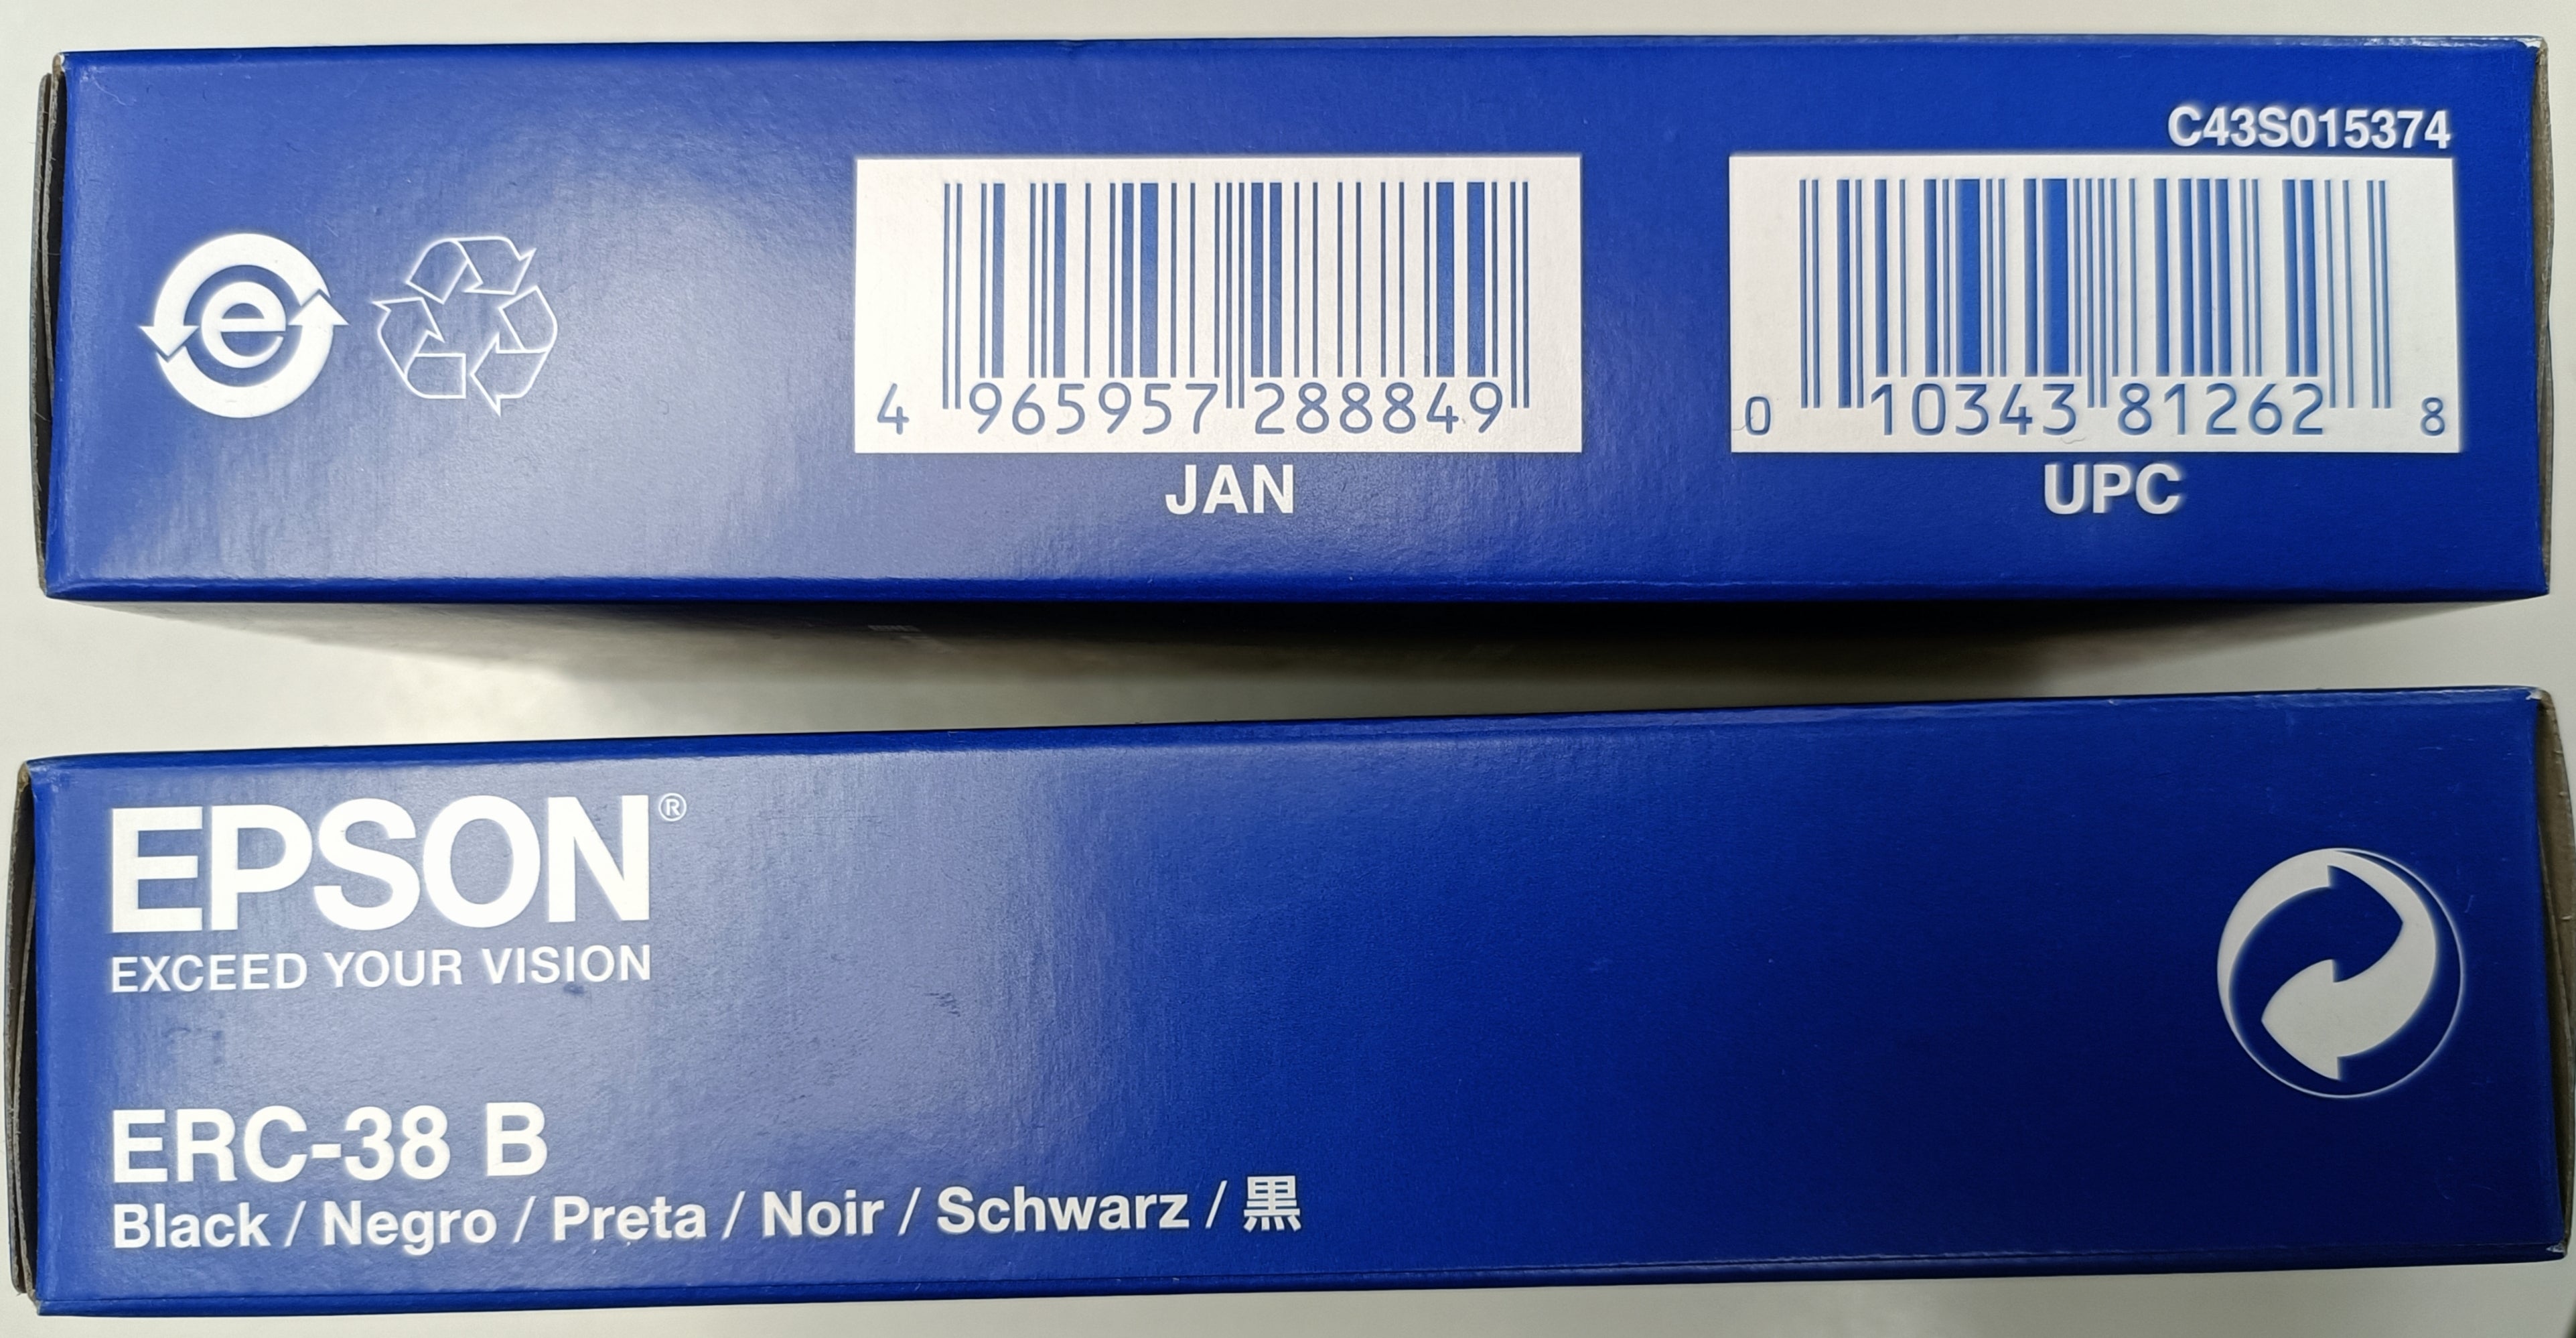 C43S015374
4 965957 288849
JAN
0 10343 81262 8
UPC
e
EPSON®
EXCEED YOUR VISION
ERC-38 B
Black / Negro / Preta / Noir / Schwarz / 黒